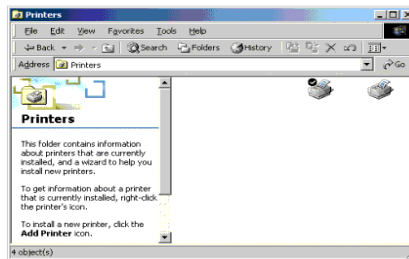 Printers
File Edit View Favorites Tools Help
Back Search Folders History
Address Printers Go
Printers
This folder contains information
about printers that are currently
installed, and a wizard to help you
install new printers.
To get information about a printer
that is currently installed, right-click
the printer's icon.
To install a new printer, click the
Add Printer icon.
4 object(s)